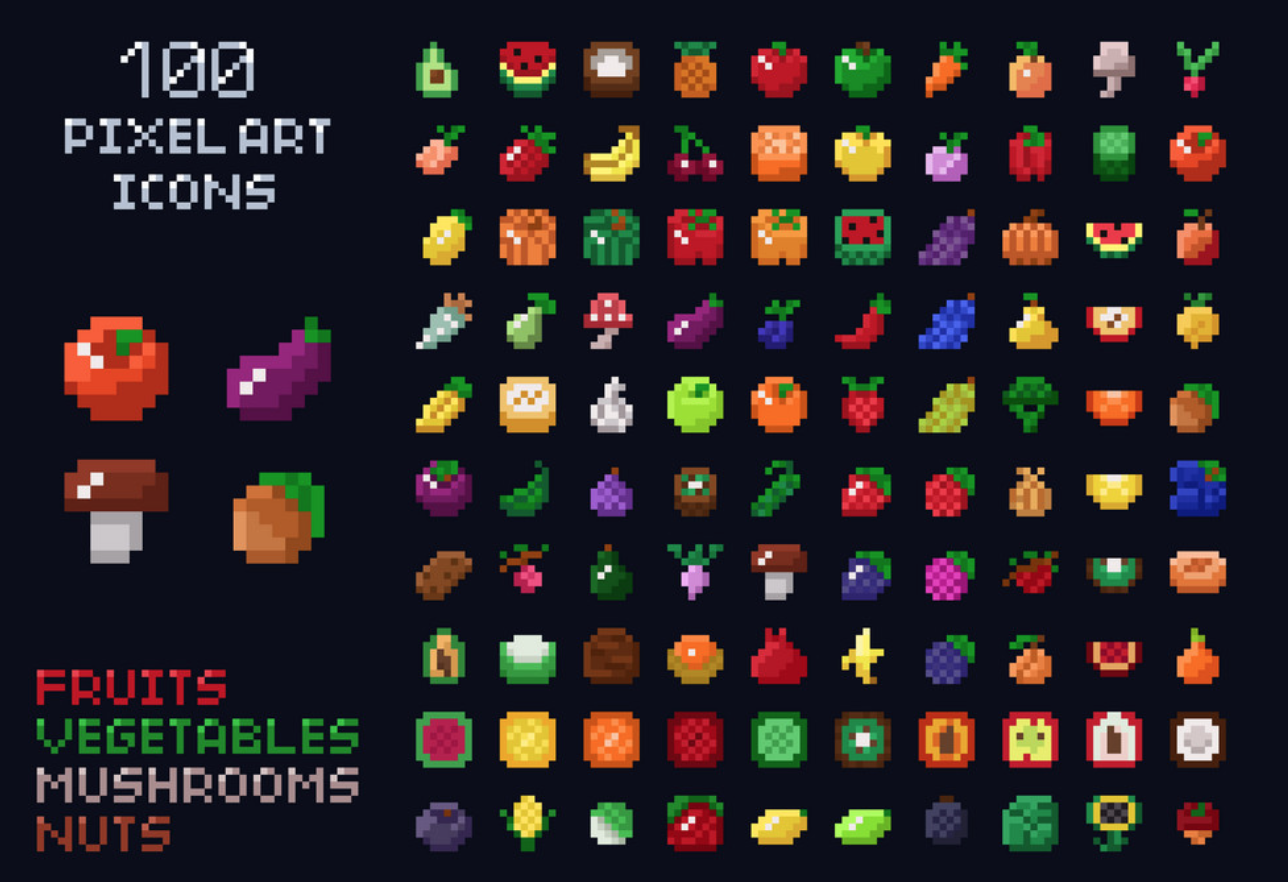 100
PIXEL ART
ICONS
FRUITS
VEGETABLES
MUSHROOMS
NUTS